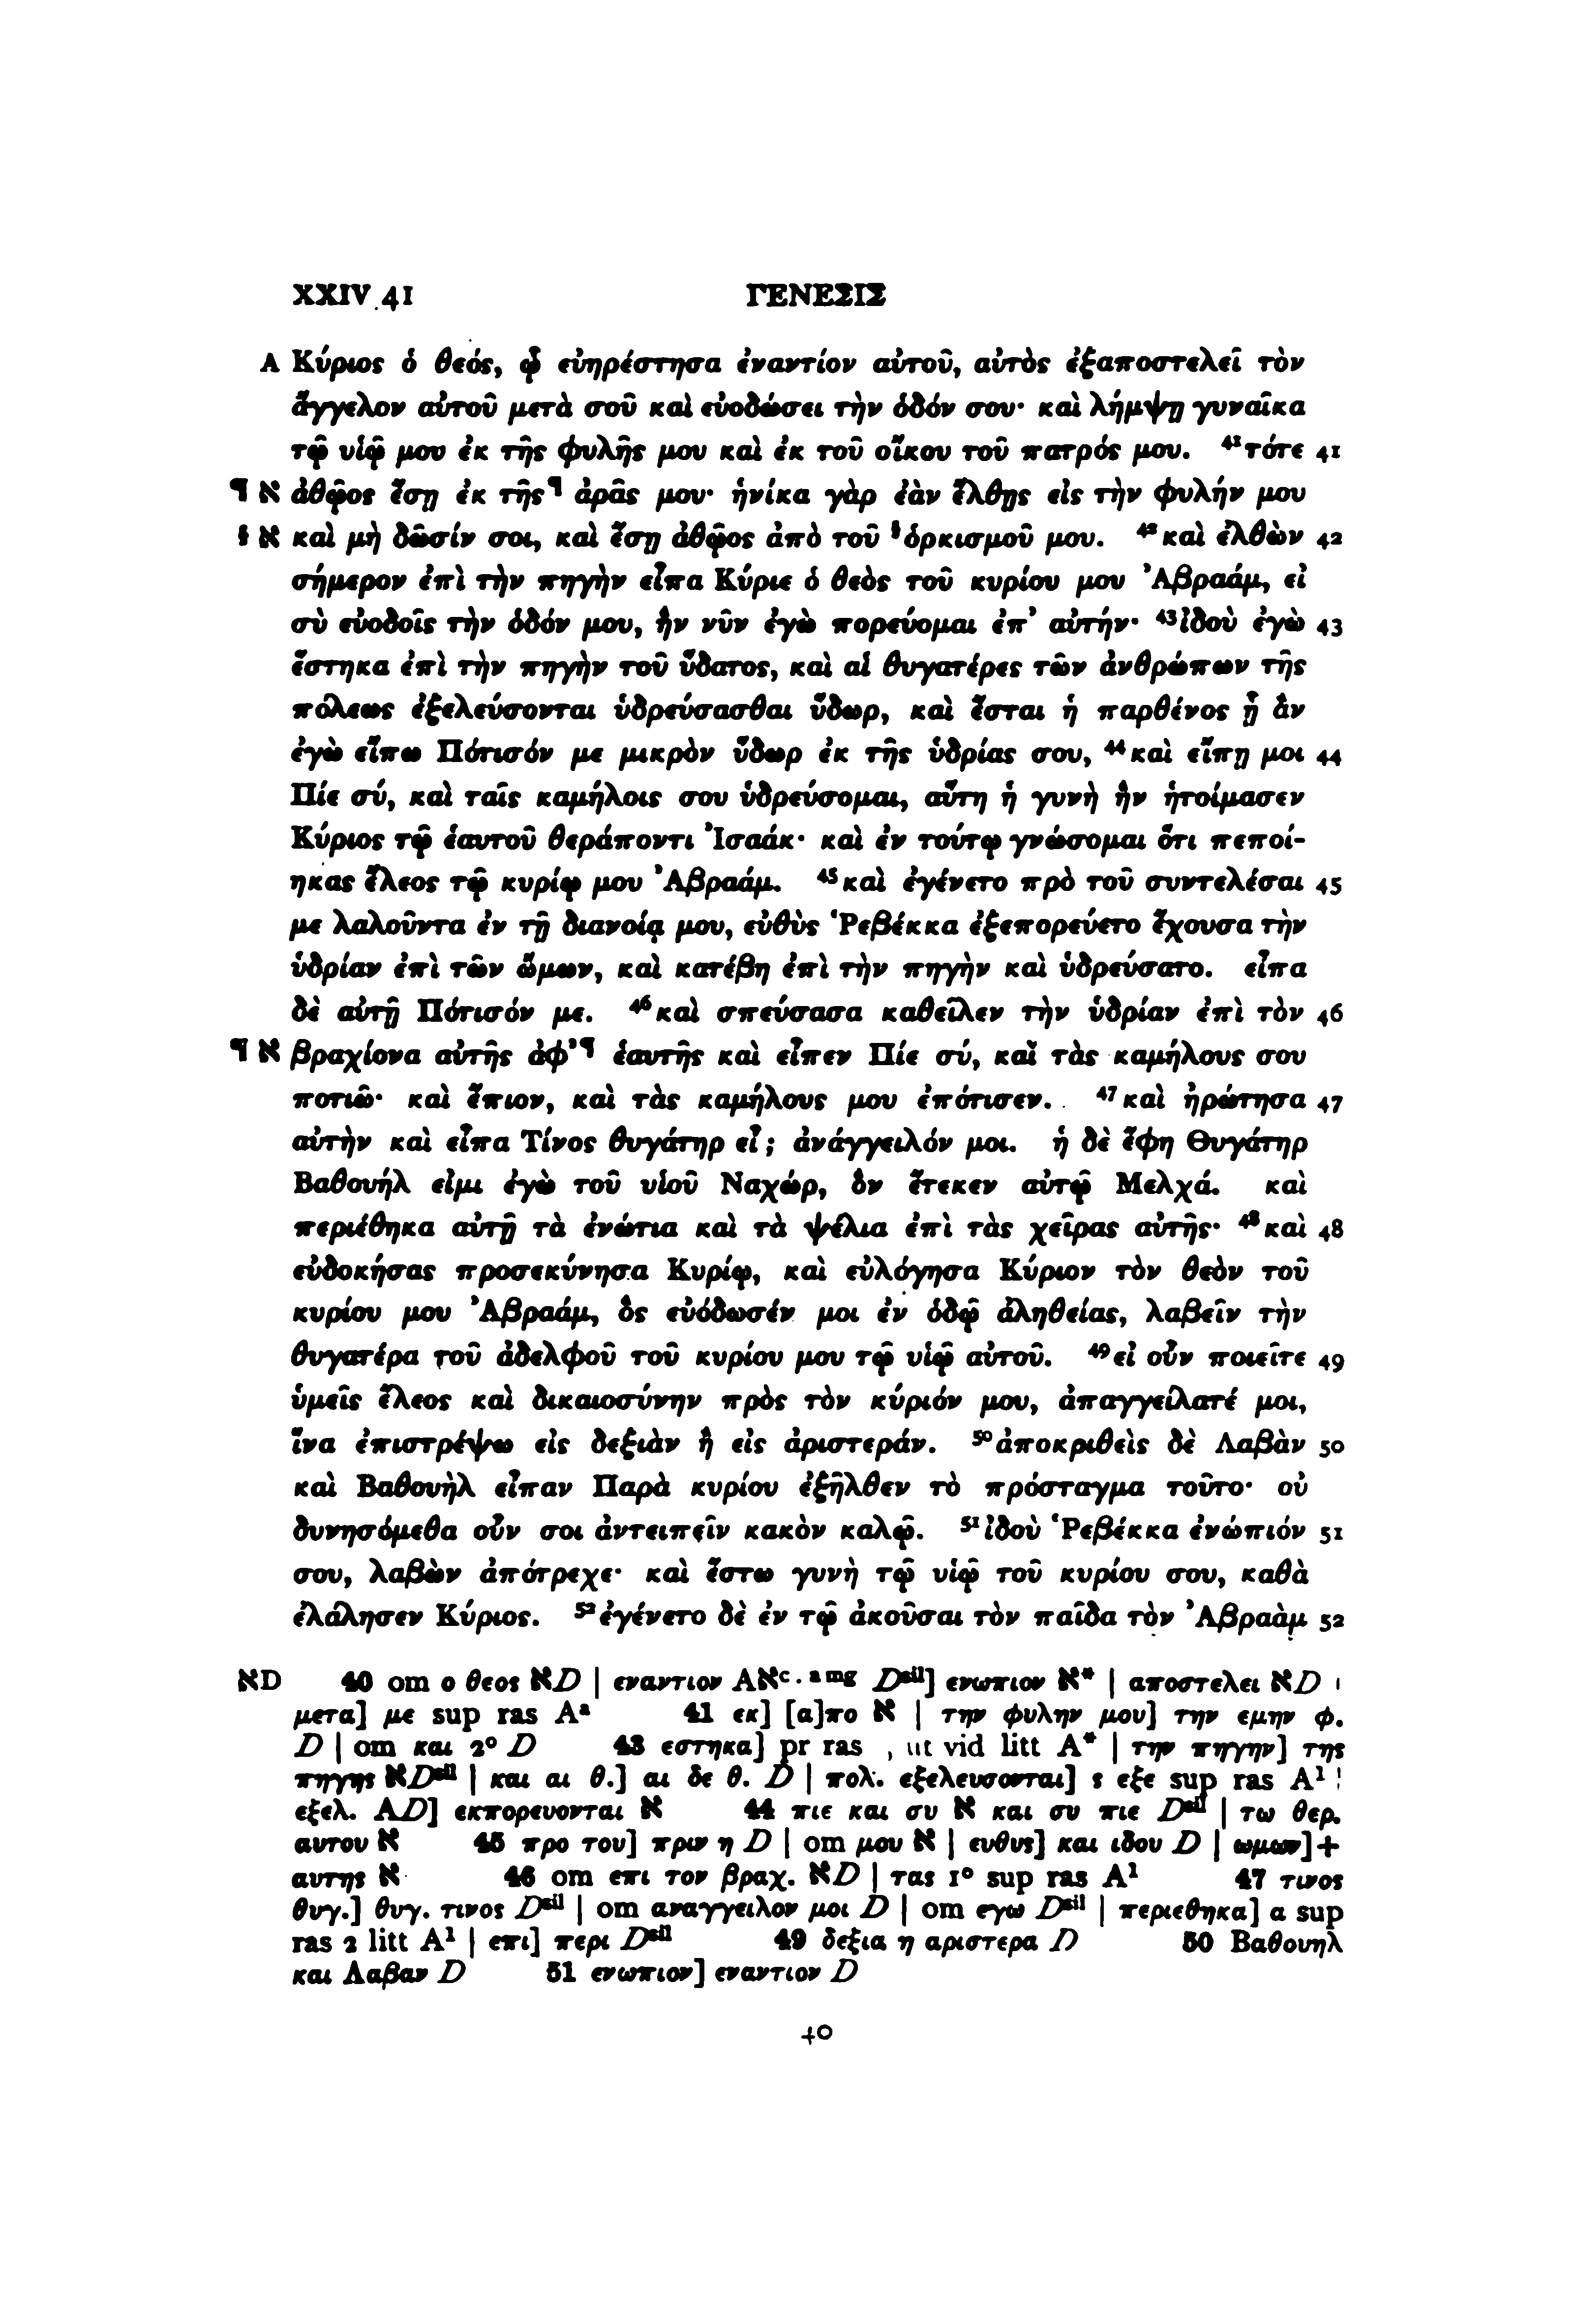 XXIV 41 ΓΕΝΕΣΙΣ
A Κύριος ὁ θεός, ᾧ εὐηρέστησα ἐναντίον αὐτοῦ, αὐτὸς ἐξαποστελεῖ τὸν
ἄγγελον αὐτοῦ μετὰ σοῦ καὶ εὐοδώσει τὴν ὁδόν σου· καὶ λήμψῃ γυναῖκα
τῷ υἱῷ μου ἐκ τῆς φυλῆς μου καὶ ἐκ τοῦ οἴκου τοῦ πατρός μου. ⁴¹τότε 41
¶ א ἀθῷος ἔσῃ ἐκ τῆς¶ ἀρᾶς μου· ἡνίκα γὰρ ἐὰν ἔλθῃς εἰς τὴν φυλήν μου
§ א καὶ μὴ δῶσίν σοι, καὶ ἔσῃ ἀθῷος ἀπὸ τοῦ §ὁρκισμοῦ μου. ⁴²καὶ ἐλθὼν 42
σήμερον ἐπὶ τὴν πηγὴν εἶπα Κύριε ὁ θεὸς τοῦ κυρίου μου Ἀβραάμ, εἰ
σὺ εὐοδοῖς τὴν ὁδόν μου, ἣν νῦν ἐγὼ πορεύομαι ἐπ᾽ αὐτήν· ⁴³ἰδοὺ ἐγὼ 43
ἕστηκα ἐπὶ τὴν πηγὴν τοῦ ὕδατος, καὶ αἱ θυγατέρες τῶν ἀνθρώπων τῆς
πόλεως ἐξελεύσονται ὑδρεύσασθαι ὕδωρ, καὶ ἔσται ἡ παρθένος ᾗ ἂν
ἐγὼ εἴπω Πότισόν με μικρὸν ὕδωρ ἐκ τῆς ὑδρίας σου, ⁴⁴καὶ εἴπῃ μοι 44
Πίε σύ, καὶ ταῖς καμήλοις σου ὑδρεύσομαι, αὕτη ἡ γυνὴ ἣν ἡτοίμασεν
Κύριος τῷ ἑαυτοῦ θεράποντι Ἰσαάκ· καὶ ἐν τούτῳ γνώσομαι ὅτι πεποί-
ηκας ἔλεος τῷ κυρίῳ μου Ἀβραάμ. ⁴⁵καὶ ἐγένετο πρὸ τοῦ συντελέσαι 45
με λαλοῦντα ἐν τῇ διανοίᾳ μου, εὐθὺς Ῥεβέκκα ἐξεπορεύετο ἔχουσα τὴν
ὑδρίαν ἐπὶ τῶν ὤμων, καὶ κατέβη ἐπὶ τὴν πηγὴν καὶ ὑδρεύσατο. εἶπα
δὲ αὐτῇ Πότισόν με. ⁴⁶καὶ σπεύσασα καθεῖλεν τὴν ὑδρίαν ἐπὶ τὸν 46
¶ א βραχίονα αὐτῆς ἀφ᾽¶ ἑαυτῆς καὶ εἶπεν Πίε σύ, καὶ τὰς καμήλους σου
ποτιῶ· καὶ ἔπιον, καὶ τὰς καμήλους μου ἐπότισεν. ⁴⁷καὶ ἠρώτησα 47
αὐτὴν καὶ εἶπα Τίνος θυγάτηρ εἶ; ἀνάγγειλόν μοι. ἡ δὲ ἔφη Θυγάτηρ
Βαθουήλ εἰμι ἐγὼ τοῦ υἱοῦ Ναχώρ, ὃν ἔτεκεν αὐτῷ Μελχά. καὶ
περιέθηκα αὐτῇ τὰ ἐνώτια καὶ τὰ ψέλια ἐπὶ τὰς χεῖρας αὐτῆς· ⁴⁸καὶ 48
εὐδοκήσας προσεκύνησα Κυρίῳ, καὶ εὐλόγησα Κύριον τὸν θεὸν τοῦ
κυρίου μου Ἀβραάμ, ὃς εὐόδωσέν μοι ἐν ὁδῷ ἀληθείας, λαβεῖν τὴν
θυγατέρα τοῦ ἀδελφοῦ τοῦ κυρίου μου τῷ υἱῷ αὐτοῦ. ⁴⁹εἰ οὖν ποιεῖτε 49
ὑμεῖς ἔλεος καὶ δικαιοσύνην πρὸς τὸν κύριόν μου, ἀπαγγείλατέ μοι,
ἵνα ἐπιστρέψω εἰς δεξιὰν ἢ εἰς ἀριστεράν. ⁵⁰ἀποκριθεὶς δὲ Λαβὰν 50
καὶ Βαθουὴλ εἶπαν Παρὰ κυρίου ἐξῆλθεν τὸ πρόσταγμα τοῦτο· οὐ
δυνησόμεθα οὖν σοι ἀντειπεῖν κακὸν καλῷ. ⁵¹ἰδοὺ Ῥεβέκκα ἐνώπιόν 51
σου, λαβὼν ἀπότρεχε· καὶ ἔστω γυνὴ τῷ υἱῷ τοῦ κυρίου σου, καθὰ
ἐλάλησεν Κύριος. ⁵²ἐγένετο δὲ ἐν τῷ ἀκοῦσαι τὸν παῖδα τὸν Ἀβραὰμ 52
אD 40 om ο θεος אD | εναντιον Aא^c.a mg D^sil] ενωπιον א* | αποστελει אD |
μετα] με sup ras A^a 41 εκ] [α]πο א | την φυλην μου] την εμην φ.
D | om και 2° D 43 εστηκα] pr ras , ut vid litt A* | την πηγην] της
πηγης אD^sil | και αι θ.] αι δε θ. D | πολ. εξελευσονται] ς εξε sup ras A¹ |
εξελ. AD] εκπορευονται א 44 πιε και συ א και συ πιε D^sil | τω θερ.
αυτου א 45 προ του] πριν η D | om μου א | ευθυς] και ιδου D | ωμων]+
αυτης א 46 om επι τον βραχ. אD | τας 1° sup ras A¹ 47 τινος
θυγ.] θυγ. τινος D^sil | om αναγγειλον μοι D | om εγω D^sil | περιεθηκα] α sup
ras 2 litt A¹ | επι] περι D^sil 49 δεξια η αριστερα D 50 Βαθουηλ
και Λαβαν D 51 ενωπιον] εναντιον D
40